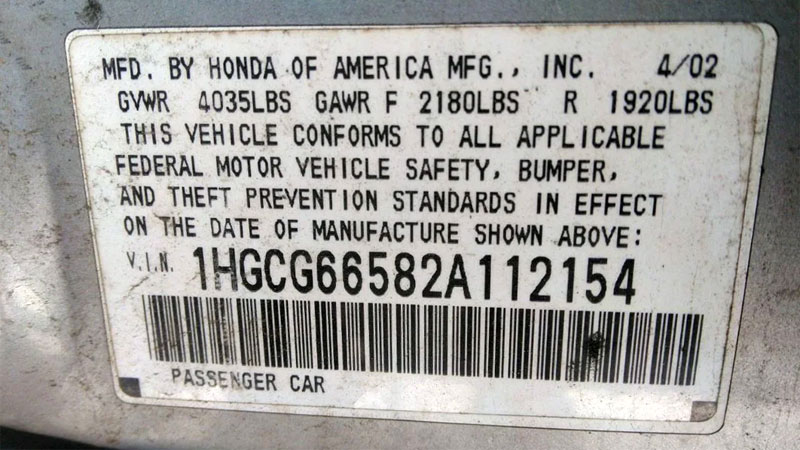 MFD. BY HONDA OF AMERICA MFG., INC. 4/02
GVWR 4035LBS GAWR F 2180LBS R 1920LBS
THIS VEHICLE CONFORMS TO ALL APPLICABLE
FEDERAL MOTOR VEHICLE SAFETY, BUMPER,
AND THEFT PREVENTION STANDARDS IN EFFECT
ON THE DATE OF MANUFACTURE SHOWN ABOVE:
V.I.N. 1HGCG66582A112154
PASSENGER CAR